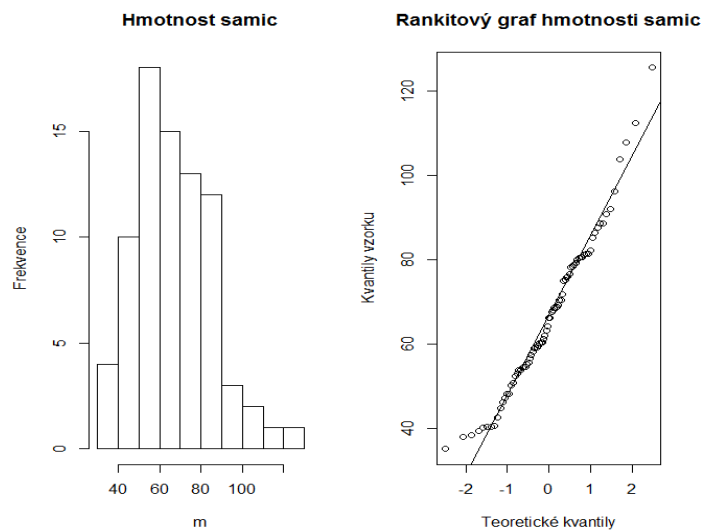 Hmotnost samic
Frekvence
0
5
10
15
40 60 80 100
m
Rankitový graf hmotnosti samic
Kvantily vzorku
40
60
80
100
120
-2 -1 0 1 2
Teoretické kvantily